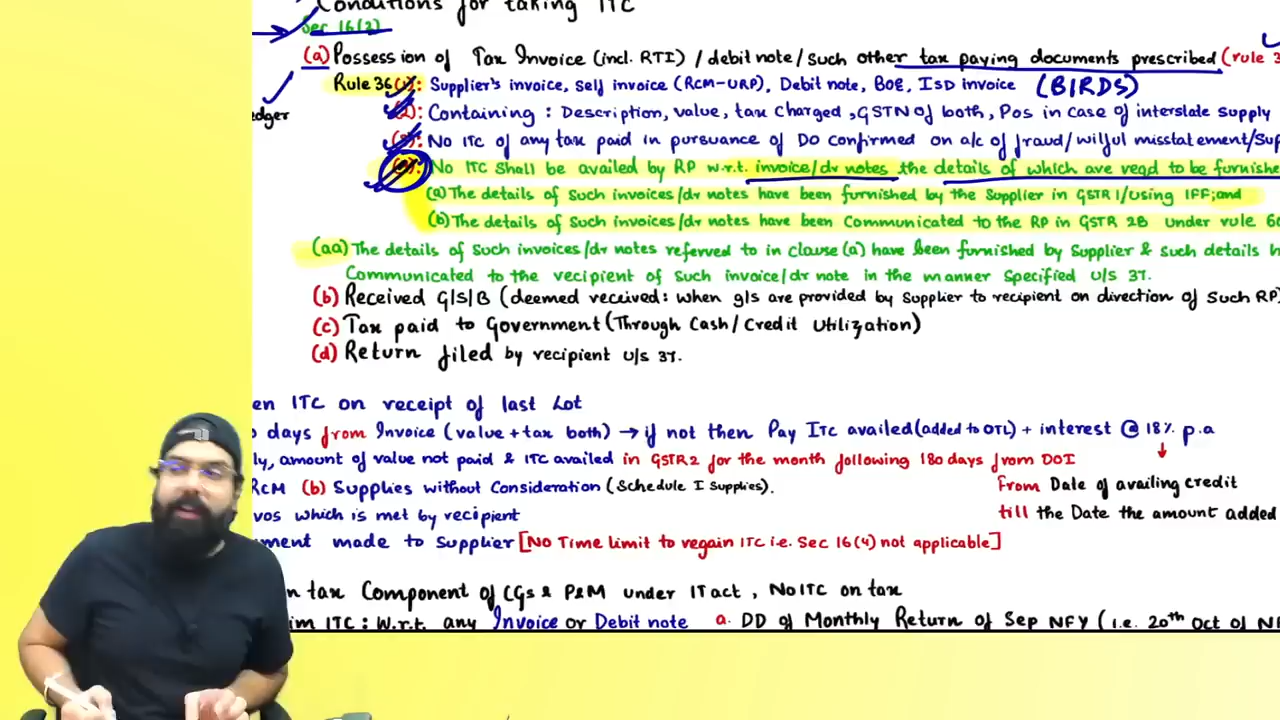 Conditions for taking ITC
Sec 16(2)
(a) Possession of Tax Invoice (incl. RTI) / debit note / such other tax paying documents prescribed (rule 3
Rule 36 (1): Supplier's invoice, Self invoice (RCM-URP), Debit note, BOE, ISD invoice (BIRDS)
edger
(2): Containing : Description, value, tax Charged, GSTN of both, Pos in case of interstate supply
(3): No ITC of any tax paid in pursuance of DO confirmed on a/c of fraud/wilful misstatement/Sup
No ITC Shall be availed by RP w.r.t. invoice/dr notes the details of which are reqd to be furnishe
(a) The details of Such invoices/dr notes have been furnished by the Supplier in GSTR 1/using IFF; and
(b) The details of Such invoices/dr notes have been Communicated to the RP in GSTR 2B under rule 60
(aa) The details of Such invoices/dr notes referred to in clause (a) have been furnished by Supplier & such details h
Communicated to the recipient of Such invoice/dr note in the manner Specified U/s 37.
(b) Received G|S|B (deemed received: when g|s are provided by Supplier to recipient on direction of Such RP)
(c) Tax paid to Government (Through Cash/Credit Utilization)
(d) Return filed by recipient U/s 37.
en ITC on receipt of last Lot
days from Invoice (value+tax both) → if not then Pay ITC availed (added to OTL) + interest @ 18% p.a
ly, amount of value not paid & ITC availed in GSTR2 for the month following 180 days from DOI
RCM (b) Supplies without Consideration (Schedule I Supplies).
From Date of availing credit
vos which is met by recipient
till the Date the amount added
ment made to Supplier [No Time limit to regain ITC i.e. Sec 16(4) not applicable]
n tax Component of CGs & P&M under IT act, No ITC on tax
im ITC : W.r.t. any Invoice or Debit note a. DD of Monthly Return of Sep NFY (i.e. 20th Oct of NF